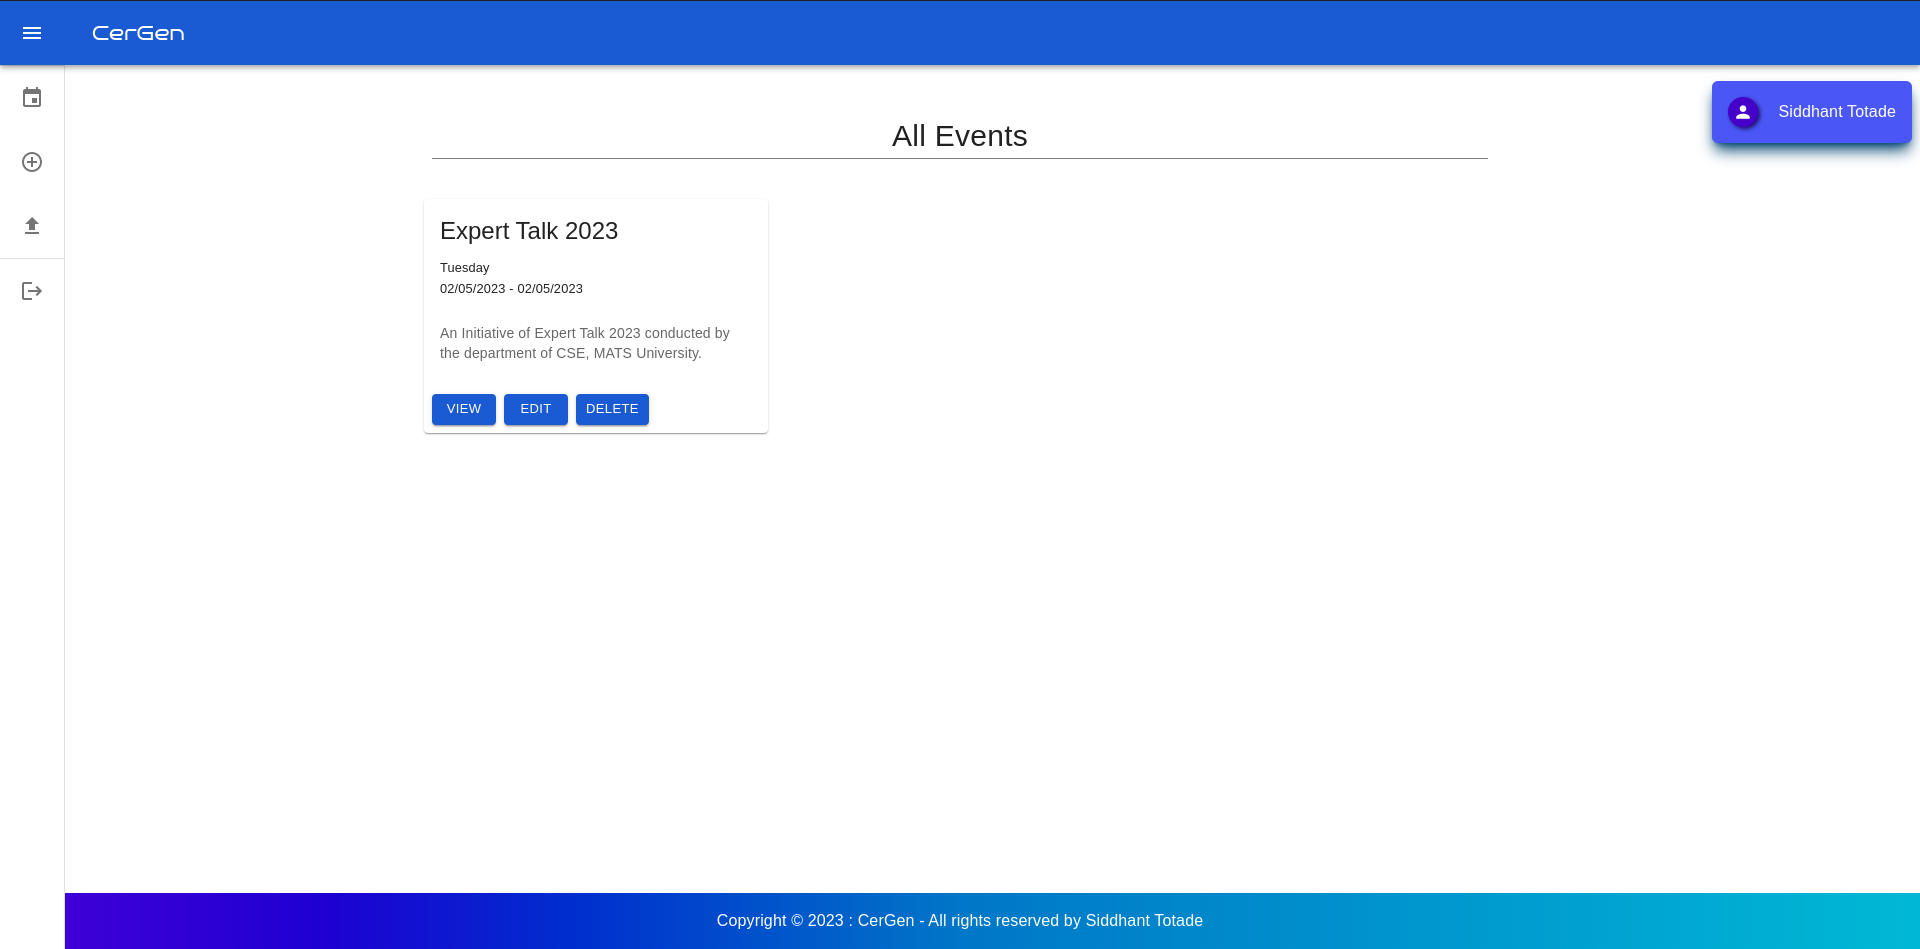 CerGen
Siddhant Totade
All Events
Expert Talk 2023
Tuesday
02/05/2023 - 02/05/2023
An Initiative of Expert Talk 2023 conducted by
the department of CSE, MATS University.
VIEW EDIT DELETE
Copyright © 2023 : CerGen - All rights reserved by Siddhant Totade